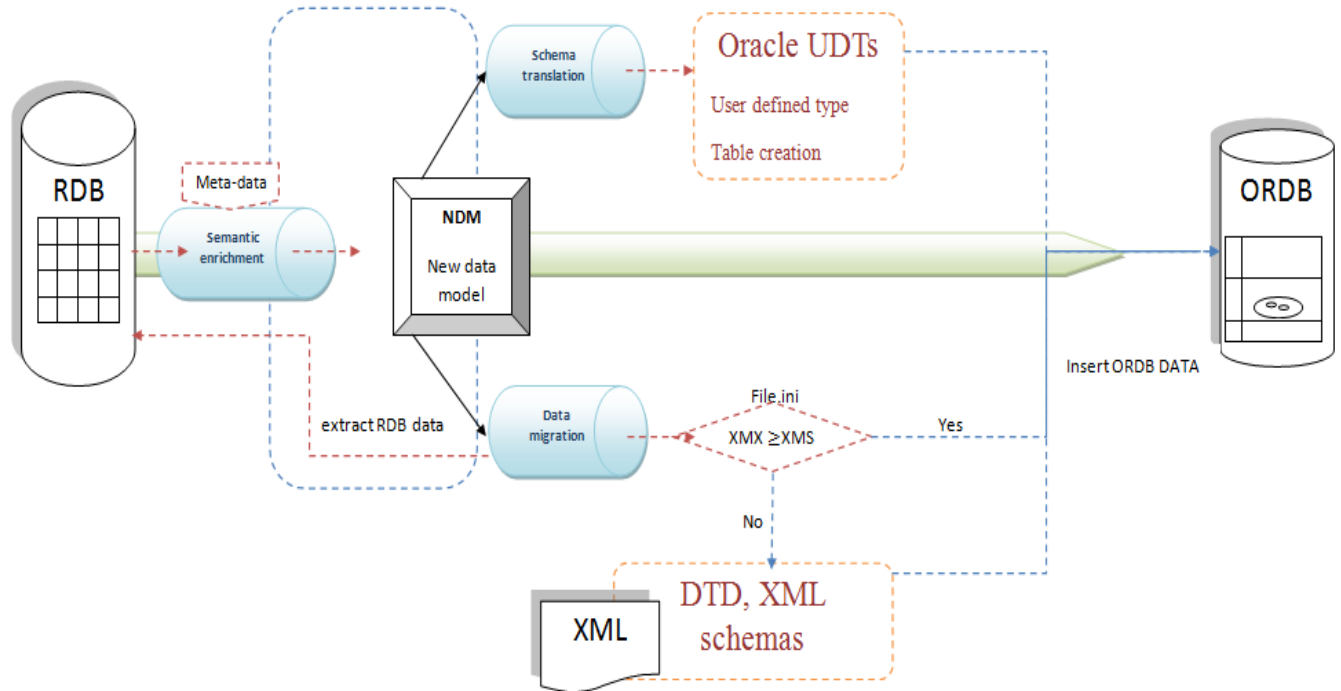 Schema
translation
Oracle UDTs
User defined type
Table creation
RDB
Meta-data
Semantic
enrichment
NDM
New data
model
ORDB
Insert ORDB DATA
extract RDB data
Data
migration
File.ini
XMX ≥XMS
Yes
No
XML
DTD, XML
schemas